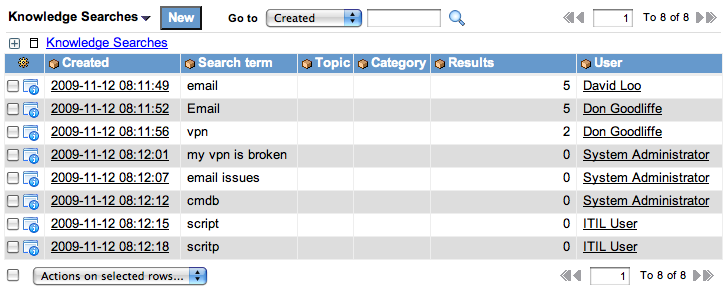 Knowledge Searches New Go to Created 1 To 8 of 8
Knowledge Searches
Created Search term Topic Category Results User
2009-11-12 08:11:49 email 5 David Loo
2009-11-12 08:11:52 Email 5 Don Goodliffe
2009-11-12 08:11:56 vpn 2 Don Goodliffe
2009-11-12 08:12:01 my vpn is broken 0 System Administrator
2009-11-12 08:12:07 email issues 0 System Administrator
2009-11-12 08:12:12 cmdb 0 System Administrator
2009-11-12 08:12:15 script 0 ITIL User
2009-11-12 08:12:18 scritp 0 ITIL User
Actions on selected rows... 1 To 8 of 8